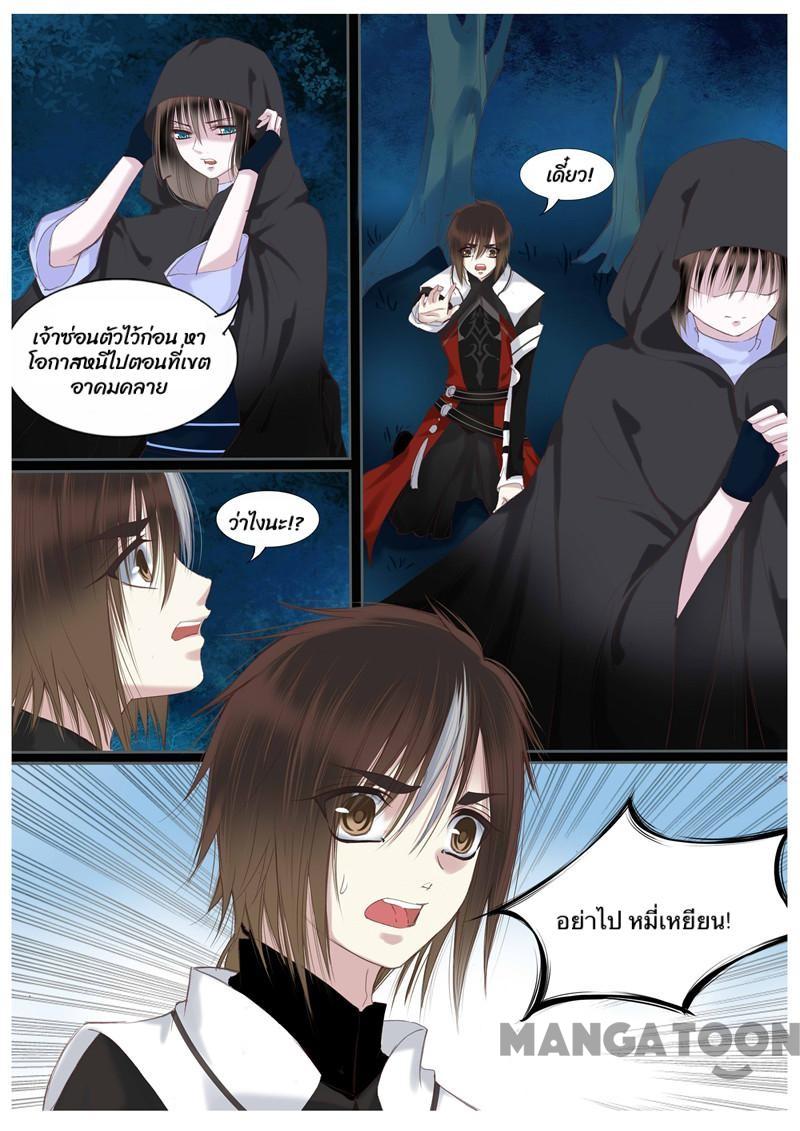 เจ้าซ่อนตัวไว้ก่อน หา
โอกาสหนีไปตอนที่เขต
อาคมคลาย
เดี๋ยว!
ว่าไงนะ!?
อย่าไป หมี่เหยียน!
MANGATOON